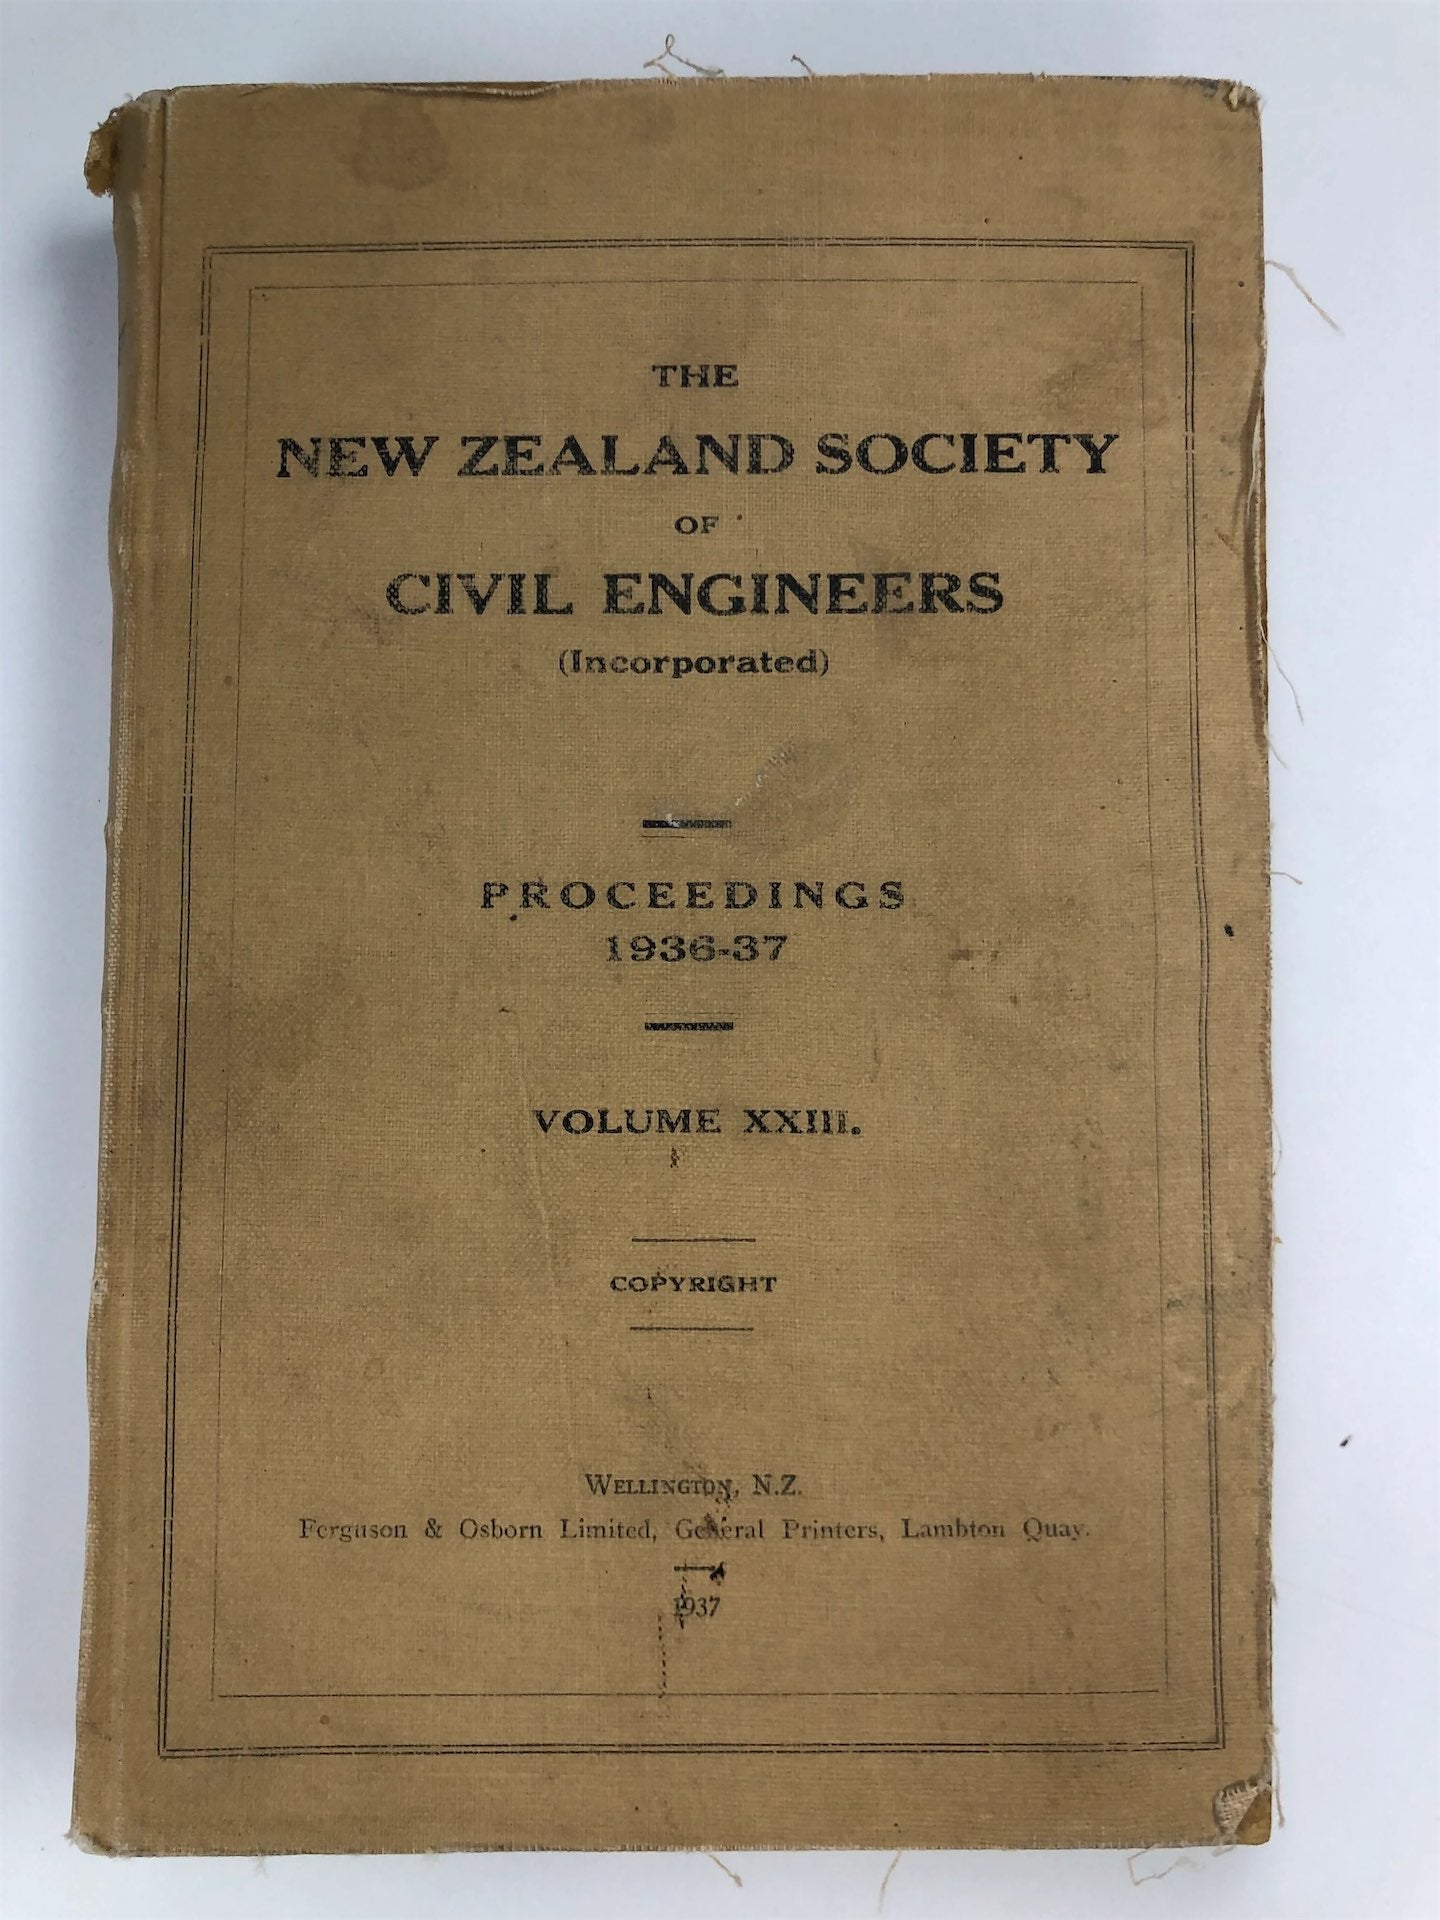 THE
NEW ZEALAND SOCIETY
OF
CIVIL ENGINEERS
(Incorporated)
PROCEEDINGS
1936-37
VOLUME XXIII.
COPYRIGHT
WELLINGTON, N.Z.
Ferguson & Osborn Limited, General Printers, Lambton Quay.
1937